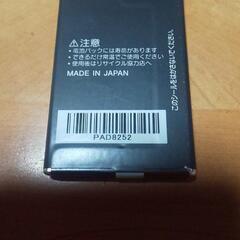 ⚠注意
・電池パックには寿命があります
・できるだけ常温でご使用ください
・使用後はリサイクル協力店へ
MADE IN JAPAN
PAD8252
このシールをはがさないでください。